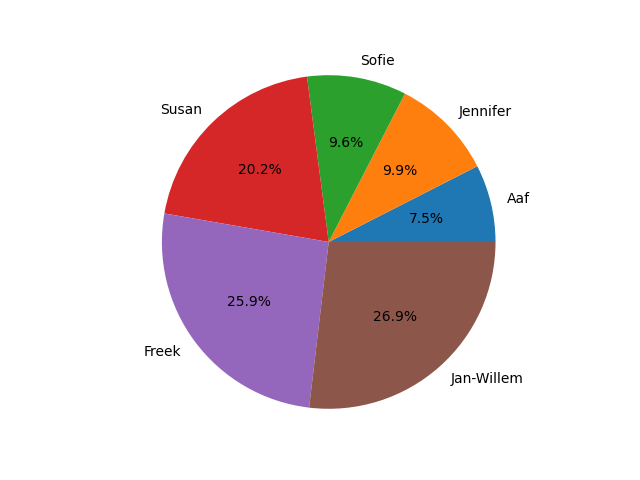 Sofie
Susan
Jennifer
9.6%
20.2%
9.9%
Aaf
7.5%
25.9%
26.9%
Freek
Jan-Willem